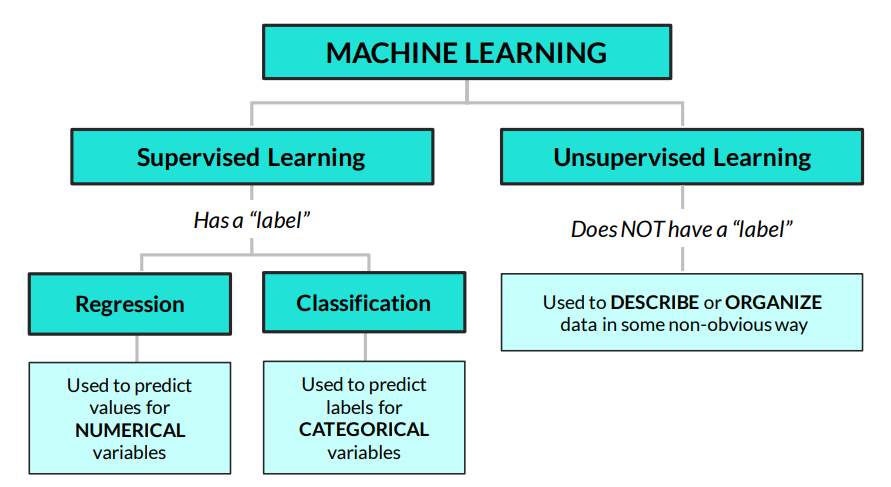 MACHINE LEARNING
Supervised Learning
Unsupervised Learning
Has a “label”
Does NOT have a “label”
Regression
Classification
Used to DESCRIBE or ORGANIZE
data in some non-obvious way
Used to predict
values for
NUMERICAL
variables
Used to predict
labels for
CATEGORICAL
variables